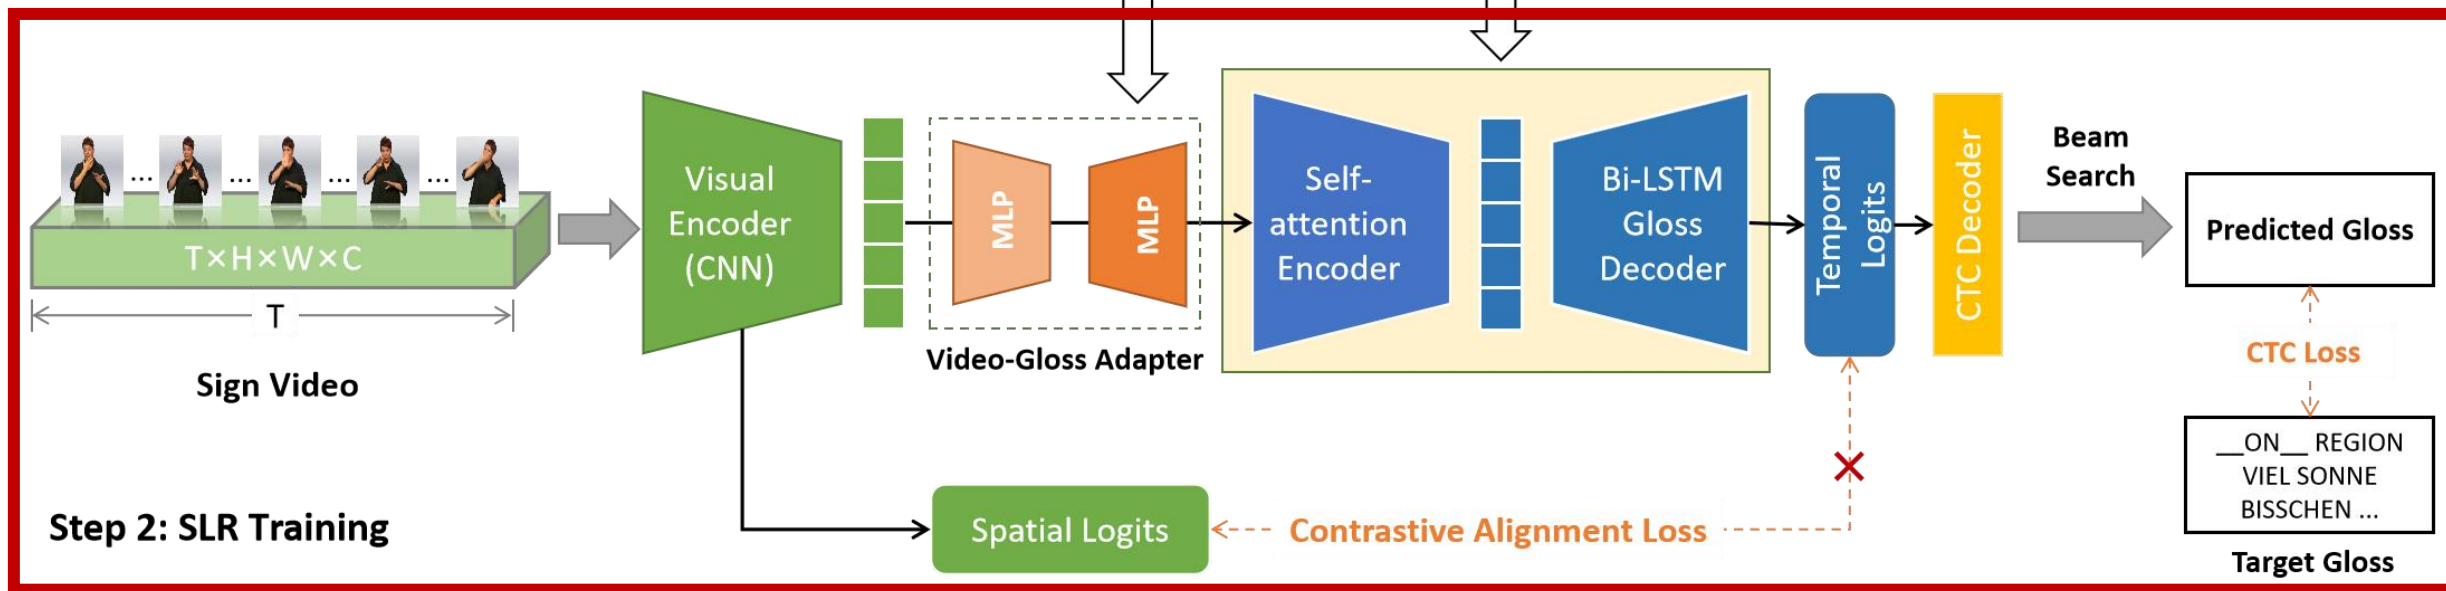 ... ... ... ...
T×H×W×C
T
Sign Video
Step 2: SLR Training
Visual
Encoder
(CNN)
MLP
MLP
Video-Gloss Adapter
Self-
attention
Encoder
Bi-LSTM
Gloss
Decoder
Temporal
Logits
CTC Decoder
Beam
Search
Predicted Gloss
CTC Loss
__ON__ REGION
VIEL SONNE
BISSCHEN ...
Target Gloss
Spatial Logits
Contrastive Alignment Loss